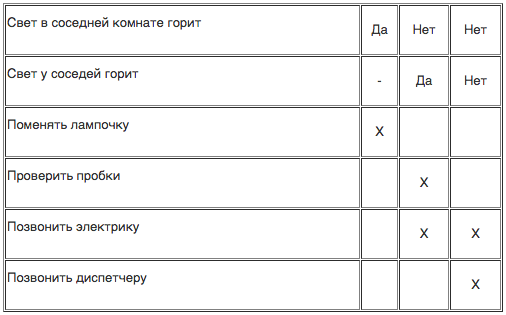 Свет в соседней комнате горит Да Нет Нет
Свет у соседей горит - Да Нет
Поменять лампочку X
Проверить пробки X
Позвонить электрику X X
Позвонить диспетчеру X